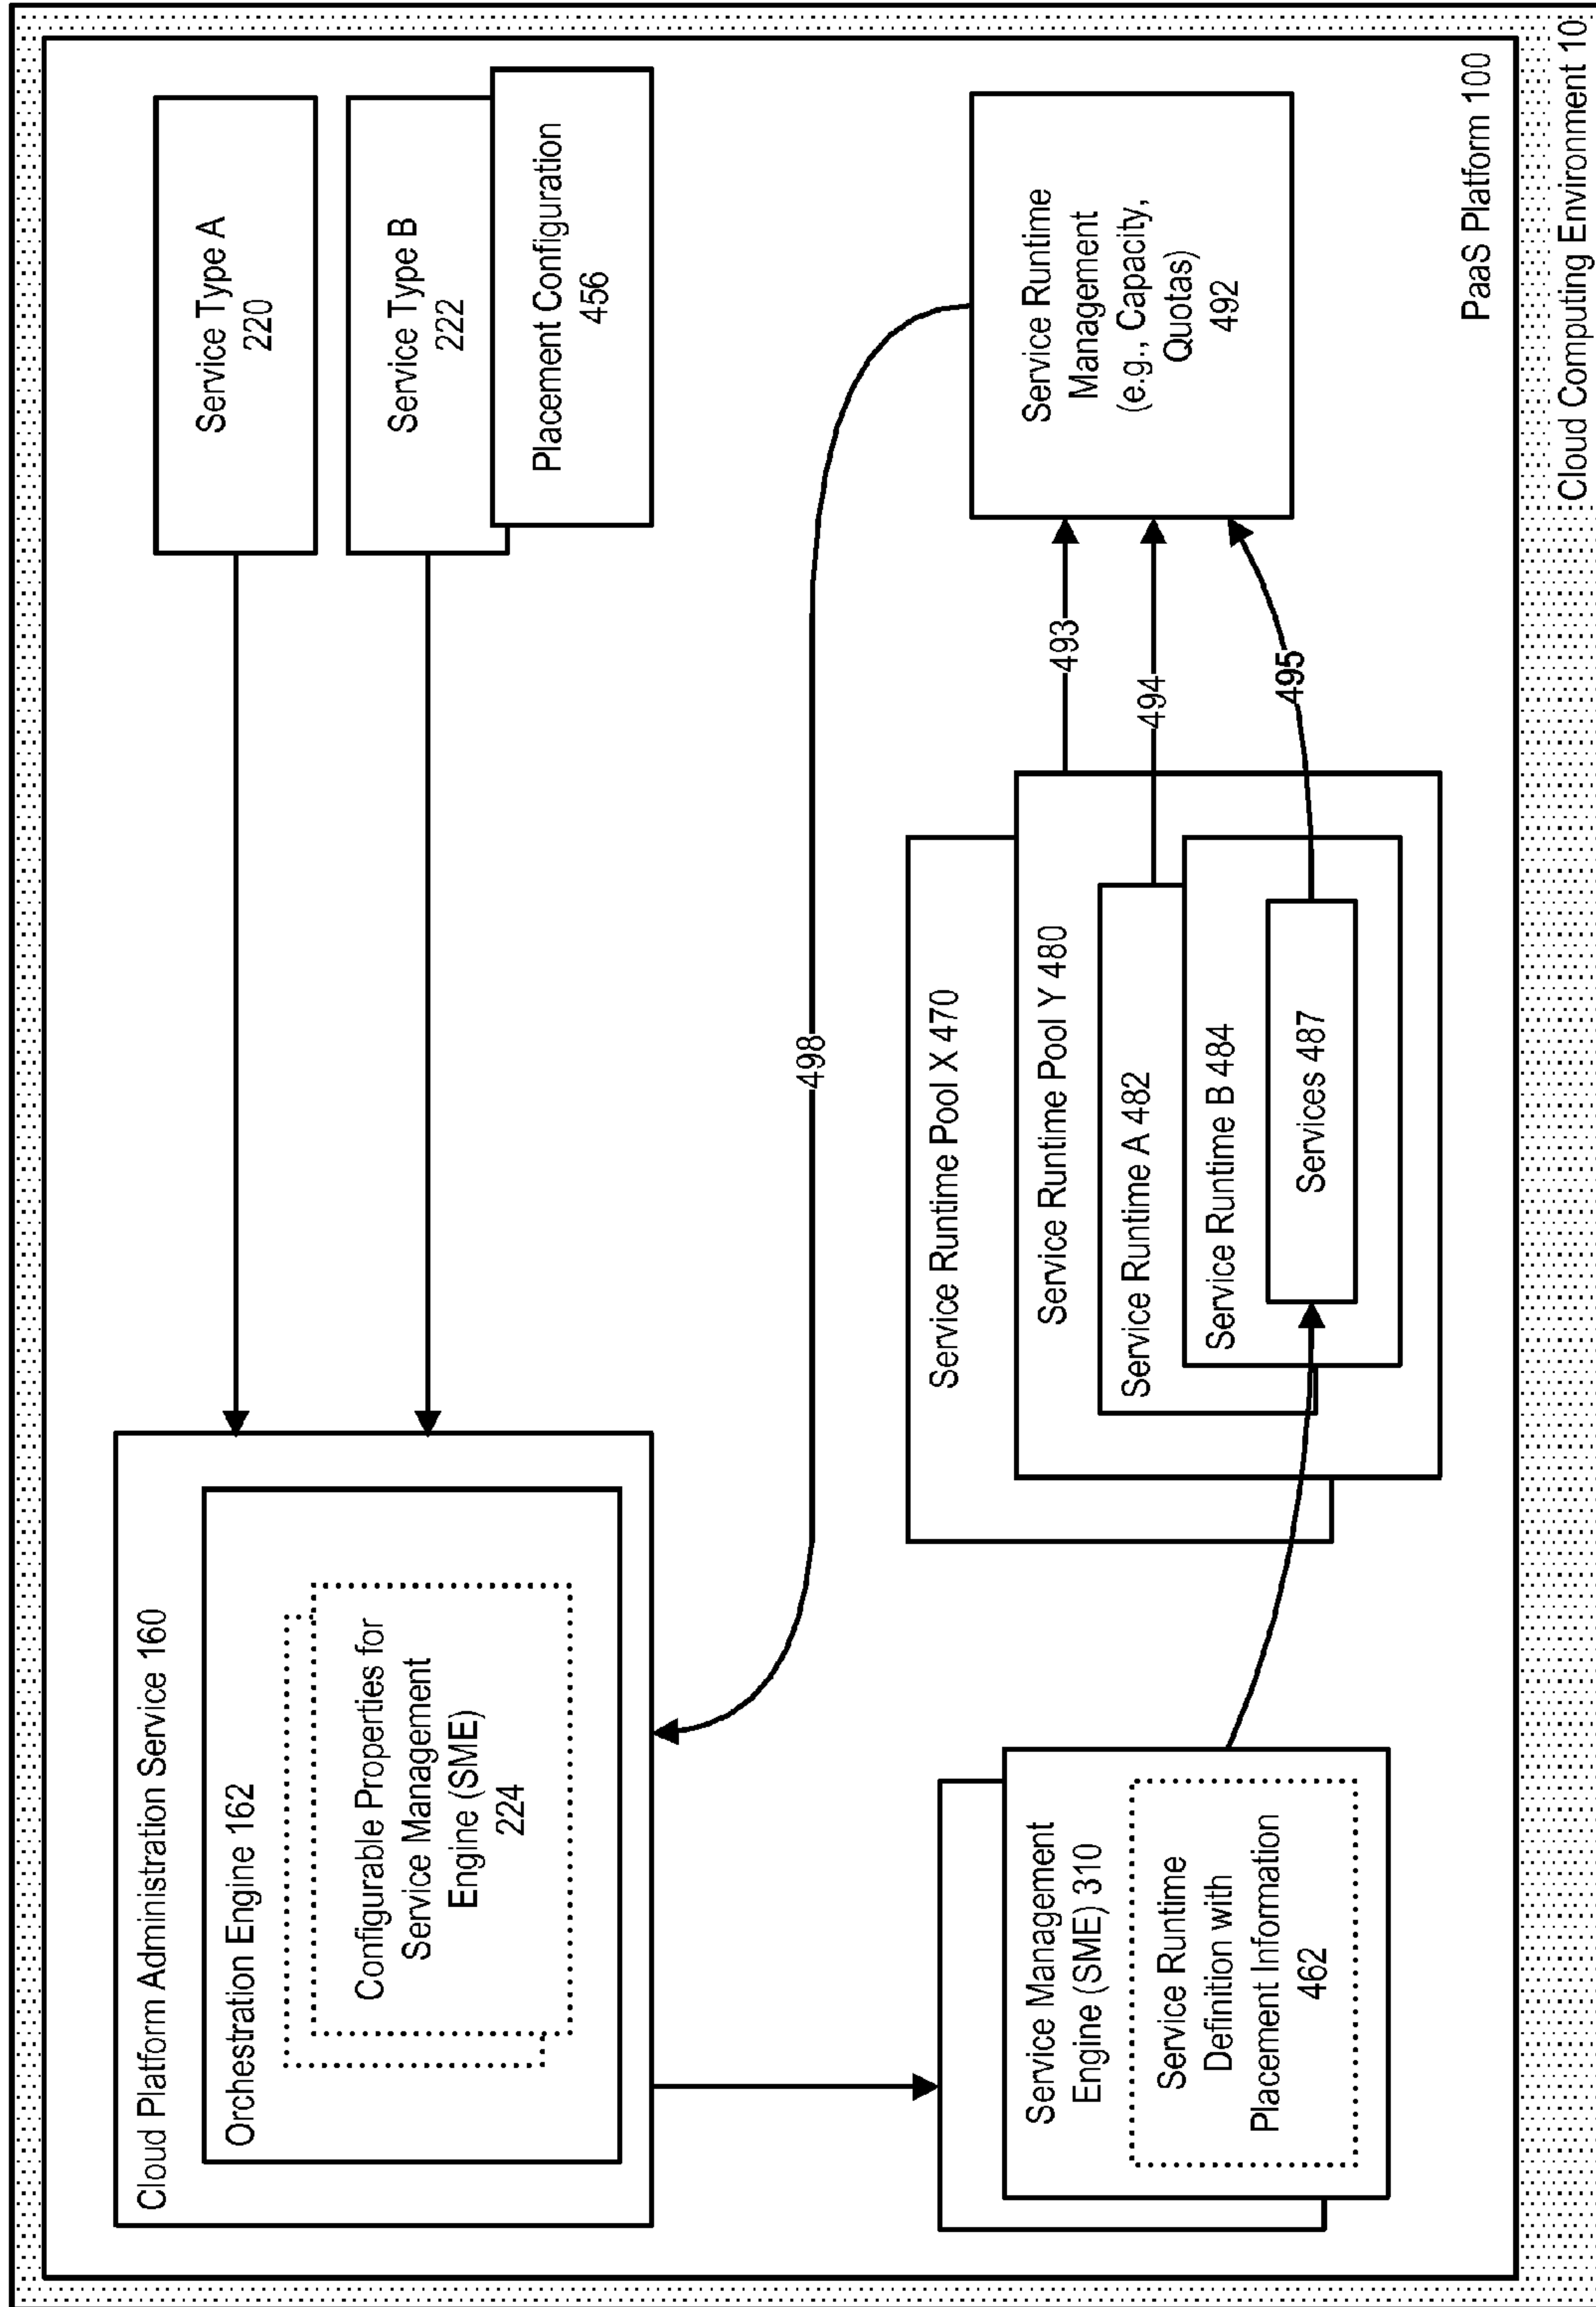 Cloud Platform Administration Service 160
Orchestration Engine 162
Configurable Properties for
Service Management
Engine (SME)
224
Service Type A
220
Service Type B
222
Placement Configuration
456
498
Service Management
Engine (SME) 310
Service Runtime
Definition with
Placement Information
462
Service Runtime Pool X 470
Service Runtime Pool Y 480
Service Runtime A 482
Service Runtime B 484
Services 487
493
494
495
Service Runtime
Management
(e.g., Capacity,
Quotas)
492
PaaS Platform 100
Cloud Computing Environment 10